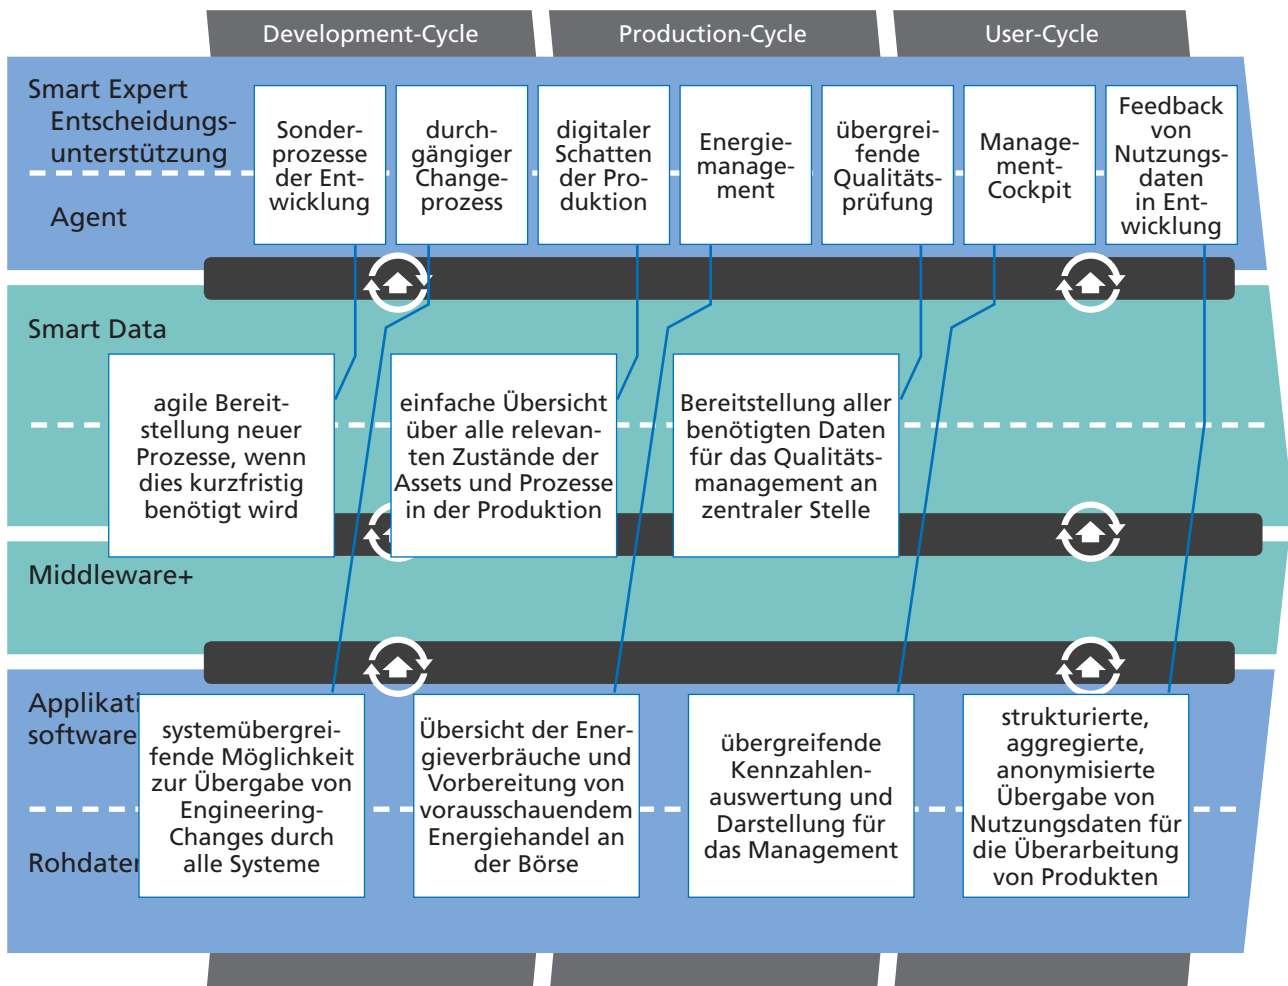 Development-Cycle
Production-Cycle
User-Cycle
Smart Expert
Entscheidungs-
unterstützung
Agent
Sonder-
prozesse
der Ent-
wicklung
durch-
gängiger
Change-
prozess
digitaler
Schatten
der Pro-
duktion
Energie-
manage-
ment
übergrei-
fende
Qualitäts-
prüfung
Manage-
ment-
Cockpit
Feedback
von
Nutzungs-
daten
in Ent-
wicklung
Smart Data
agile Bereit-
stellung neuer
Prozesse, wenn
dies kurzfristig
benötigt wird
einfache Übersicht
über alle relevan-
ten Zustände der
Assets und Prozesse
in der Produktion
Bereitstellung aller
benötigten Daten
für das Qualitäts-
management an
zentraler Stelle
Middleware+
Applikati
software
Rohdaten
systemübergrei-
fende Möglichkeit
zur Übergabe von
Engineering-
Changes durch
alle Systeme
Übersicht der Ener-
gieverbräuche und
Vorbereitung von
vorausschauendem
Energiehandel an
der Börse
übergreifende
Kennzahlen-
auswertung und
Darstellung für
das Management
strukturierte,
aggregierte,
anonymisierte
Übergabe von
Nutzungsdaten für
die Überarbeitung
von Produkten